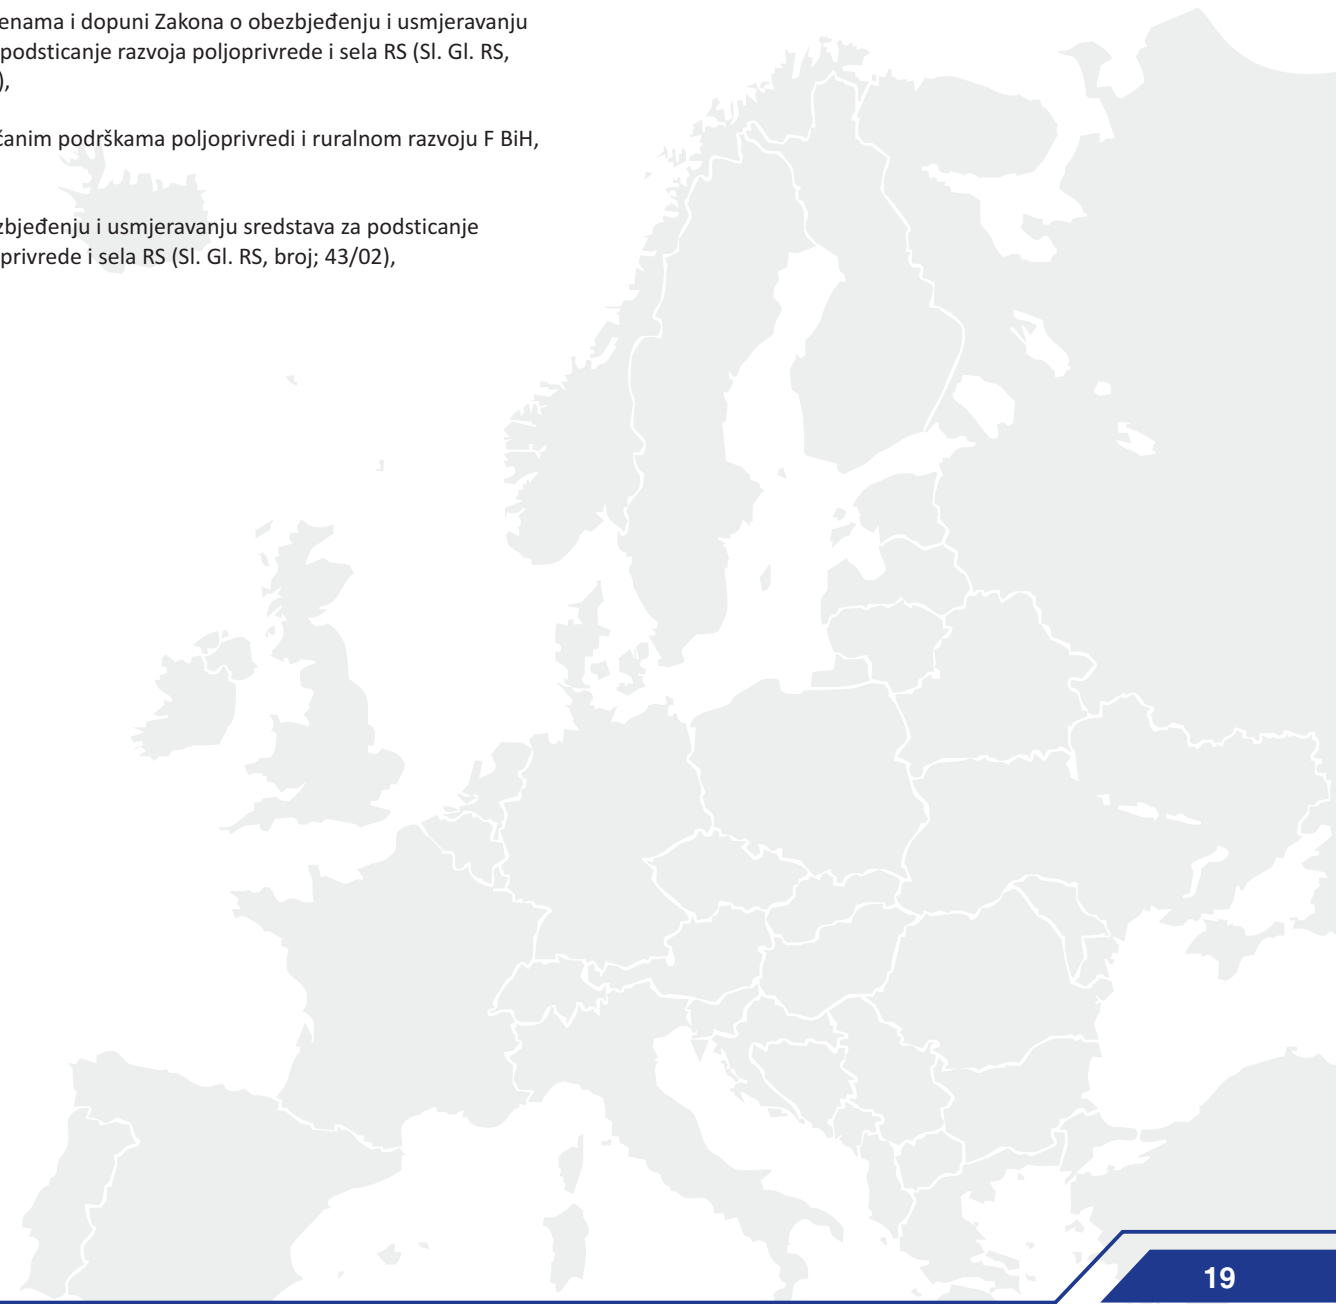 enama i dopuni Zakona o obezbjeđenju i usmjeravanju
podsticanje razvoja poljoprivrede i sela RS (Sl. Gl. RS,
),
čanim podrškama poljoprivredi i ruralnom razvoju F BiH,
zbjeđenju i usmjeravanju sredstava za podsticanje
privrede i sela RS (Sl. Gl. RS, broj; 43/02),
19